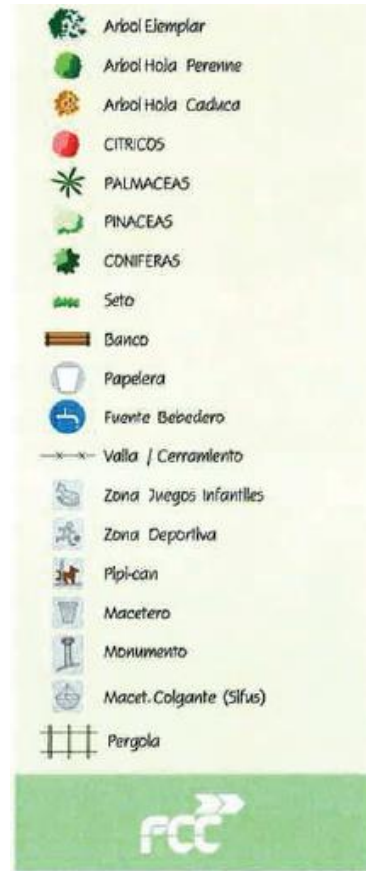 Arbol Ejemplar
Arbol Hoja Perenne
Arbol Hoja Caduca
CITRICOS
PALMACEAS
PINACEAS
CONIFERAS
Seto
Banco
Papelera
Fuente Bebedero
Valla / Cerramiento
Zona Juegos Infantiles
Zona Deportiva
Pipi-can
Macetero
Monumento
Macet. Colgante (Sifus)
Pergola
FCC